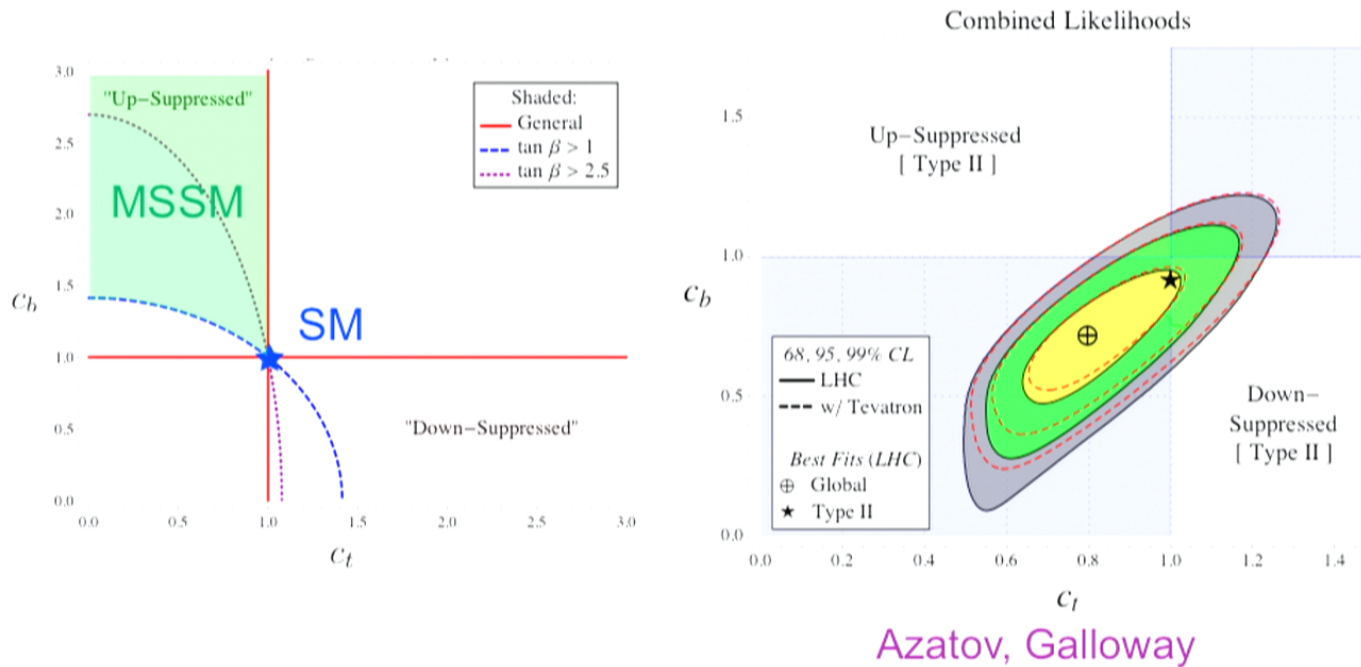 3.0
"Up-Suppressed"
2.5
MSSM
2.0
1.5
c_b
SM
1.0
0.5
"Down-Suppressed"
0.0
0.0 0.5 1.0 1.5 2.0 2.5 3.0
c_t
Shaded:
General
tan β > 1
tan β > 2.5
Combined Likelihoods
1.5
Up-Suppressed
[ Type II ]
1.0
c_b
68, 95, 99% CL
LHC
w/ Tevatron
Best Fits (LHC)
⊕ Global
★ Type II
0.5
Down-
Suppressed
[ Type II ]
0.0
0.0 0.2 0.4 0.6 0.8 1.0 1.2 1.4
c_t
Azatov, Galloway